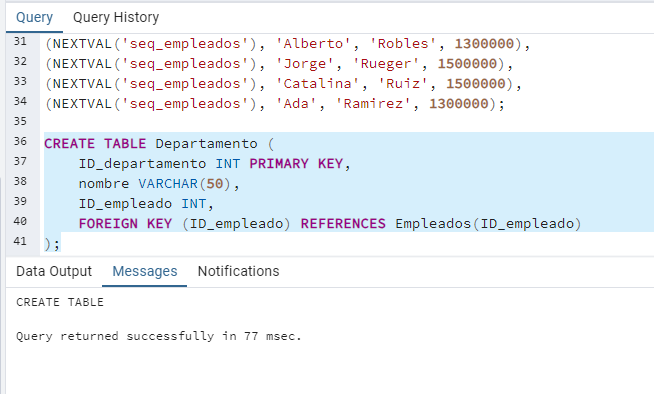 Query Query History
31 (NEXTVAL('seq_empleados'), 'Alberto', 'Robles', 1300000),
32 (NEXTVAL('seq_empleados'), 'Jorge', 'Rueger', 1500000),
33 (NEXTVAL('seq_empleados'), 'Catalina', 'Ruiz', 1500000),
34 (NEXTVAL('seq_empleados'), 'Ada', 'Ramirez', 1300000);
35
36 CREATE TABLE Departamento (
37 ID_departamento INT PRIMARY KEY,
38 nombre VARCHAR(50),
39 ID_empleado INT,
40 FOREIGN KEY (ID_empleado) REFERENCES Empleados(ID_empleado)
41 );
Data Output Messages Notifications
CREATE TABLE
Query returned successfully in 77 msec.